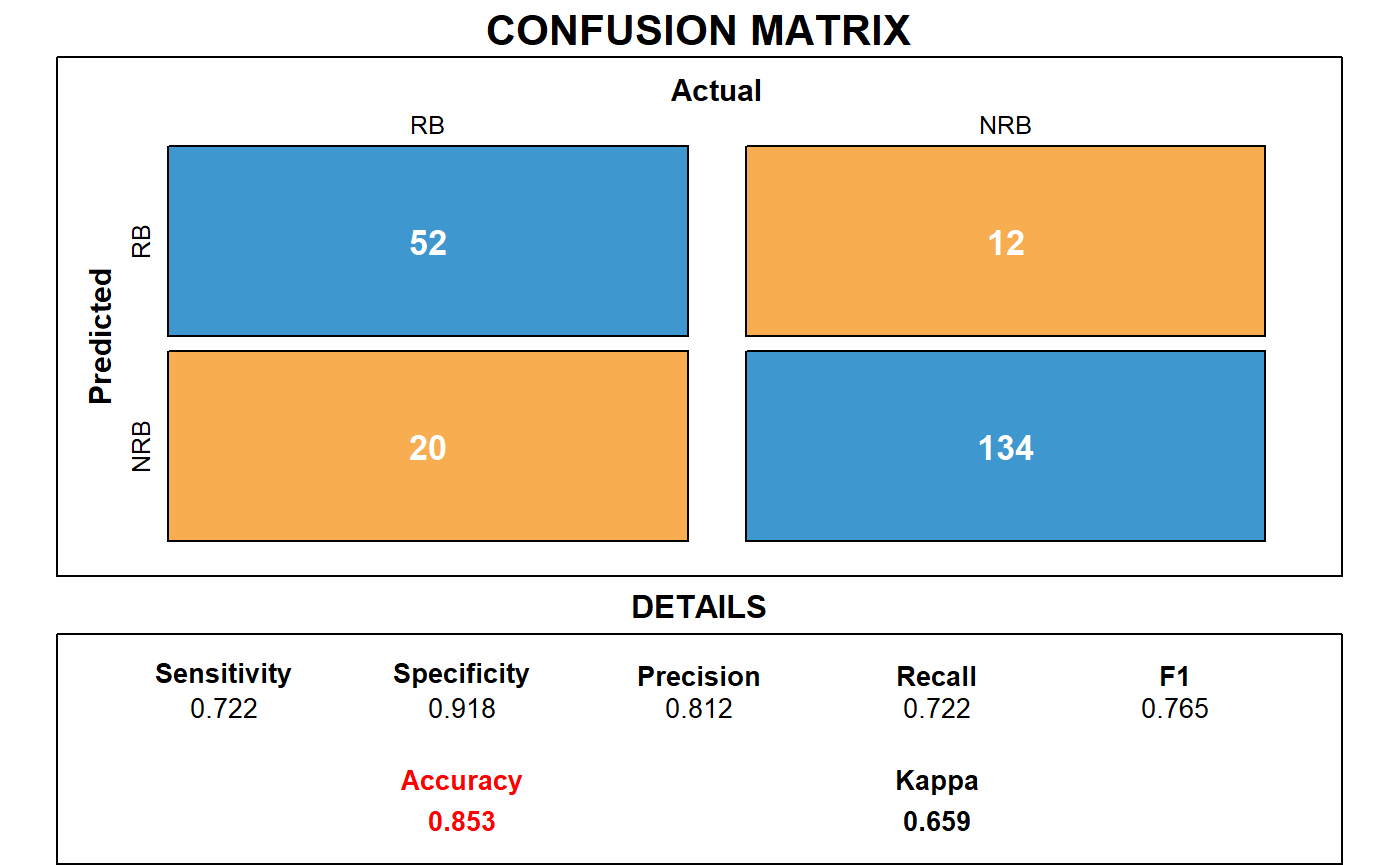 CONFUSION MATRIX
Actual
RB NRB
Predicted
RB
52 12
NRB
20 134
DETAILS
Sensitivity Specificity Precision Recall F1
0.722 0.918 0.812 0.722 0.765
Accuracy Kappa
0.853 0.659